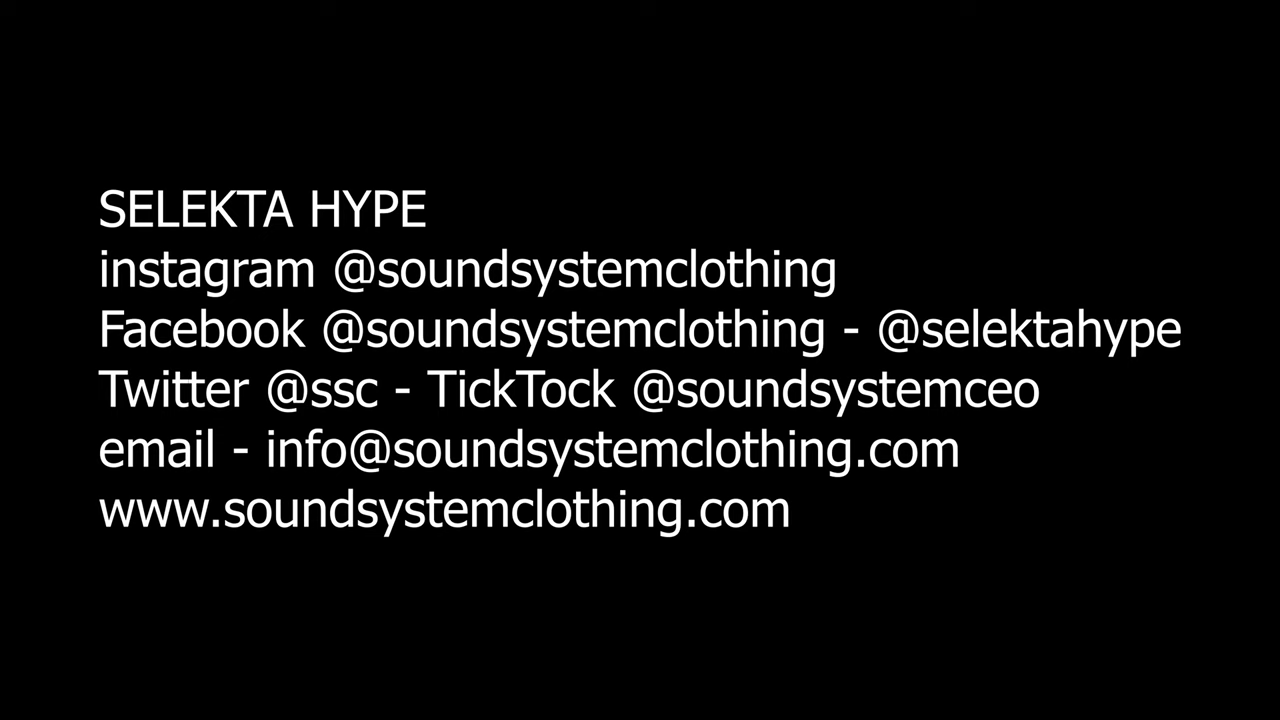 SELEKTA HYPE
instagram @soundsystemclothing
Facebook @soundsystemclothing - @selektahype
Twitter @ssc - TickTock @soundsystemceo
email - info@soundsystemclothing.com
www.soundsystemclothing.com